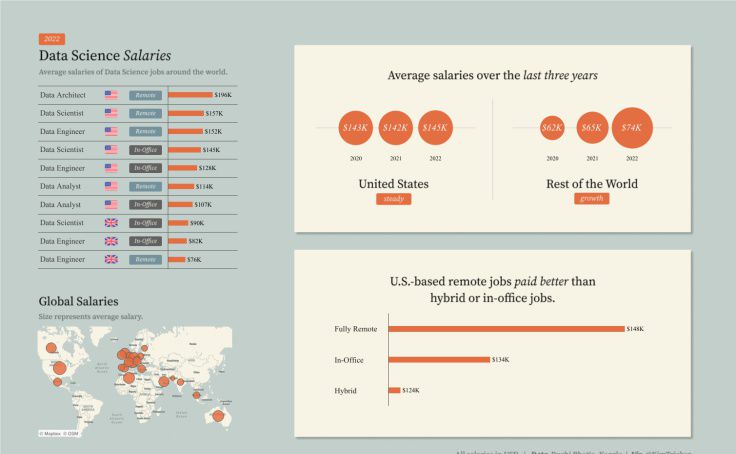 2022
Data Science Salaries
Average salaries of Data Science jobs around the world.
Data Architect Remote $196K
Data Scientist Remote $157K
Data Engineer Remote $152K
Data Scientist In-Office $145K
Data Engineer In-Office $128K
Data Analyst Remote $114K
Data Analyst In-Office $107K
Data Scientist In-Office $90K
Data Engineer In-Office $82K
Data Engineer Remote $76K
Global Salaries
Size represents average salary.
© Mapbox © OSM
Average salaries over the last three years
$143K $142K $145K
2020 2021 2022
United States
steady
$62K $65K $74K
2020 2021 2022
Rest of the World
growth
U.S.-based remote jobs paid better than
hybrid or in-office jobs.
Fully Remote $148K
In-Office $134K
Hybrid $124K